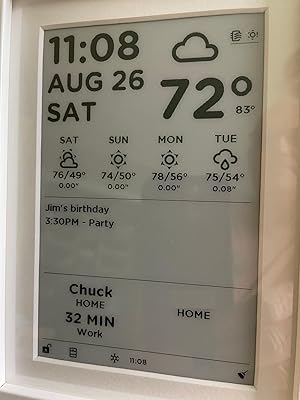 11:08
AUG 26
SAT
72°
83°
SAT SUN MON TUE
76/49° 74/50° 78/56° 75/54°
0.00" 0.00" 0.00" 0.08"
Jim's birthday
3:30PM - Party
Chuck
HOME
32 MIN
Work
HOME
11:08